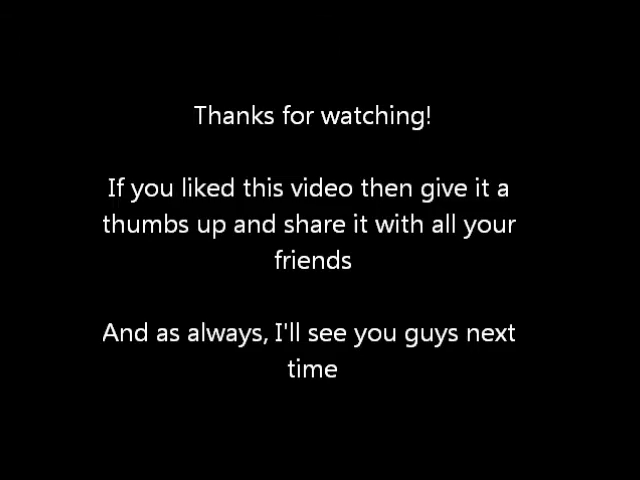 Thanks for watching!
If you liked this video then give it a
thumbs up and share it with all your
friends
And as always, I'll see you guys next
time